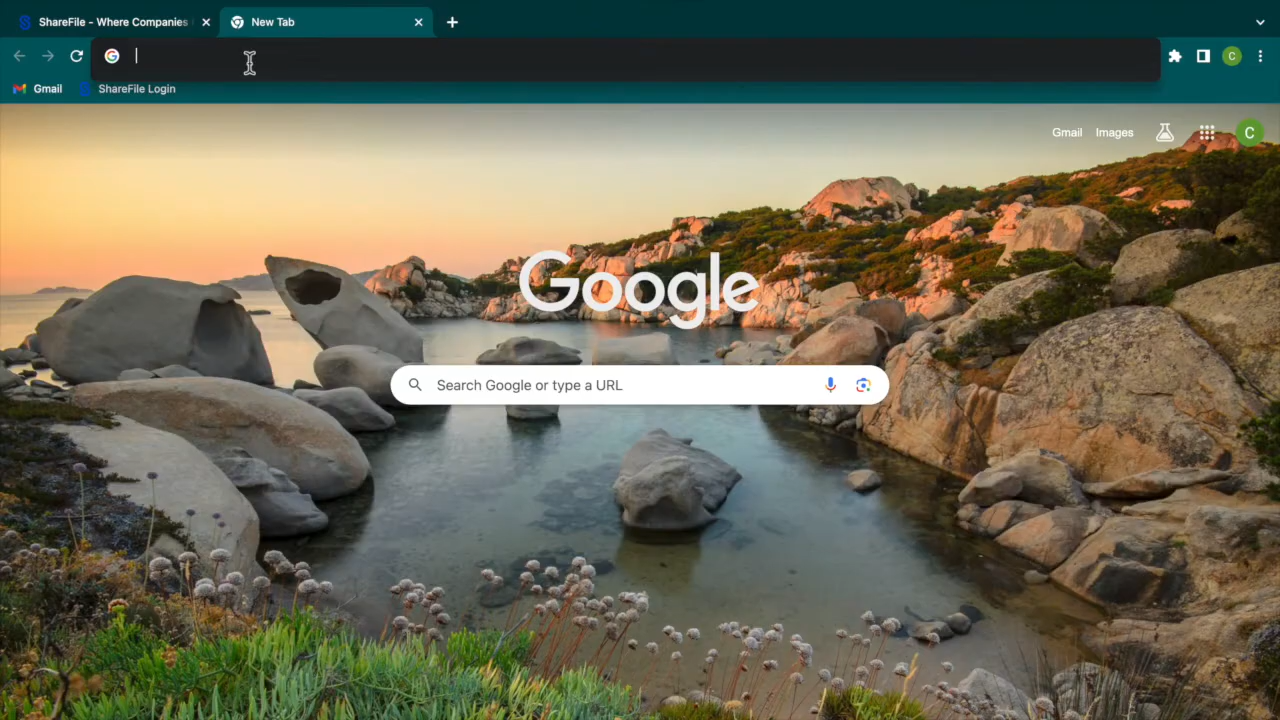 ShareFile - Where Companies
New Tab
Gmail
ShareFile Login
Gmail
Images
C
C
Google
Search Google or type a URL